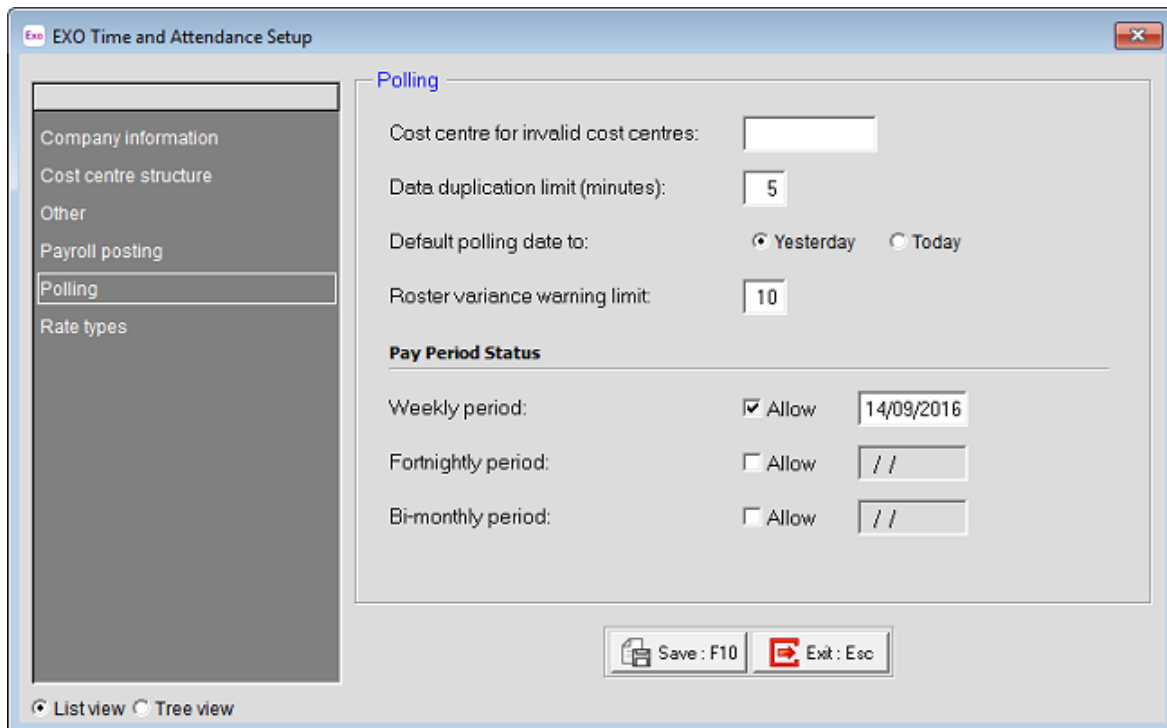 Exo EXO Time and Attendance Setup
Company information
Cost centre structure
Other
Payroll posting
Polling
Rate types
Polling
Cost centre for invalid cost centres:
Data duplication limit (minutes): 5
Default polling date to: Yesterday Today
Roster variance warning limit: 10
Pay Period Status
Weekly period: Allow 14/09/2016
Fortnightly period: Allow / /
Bi-monthly period: Allow / /
Save : F10 Exit : Esc
List view Tree view